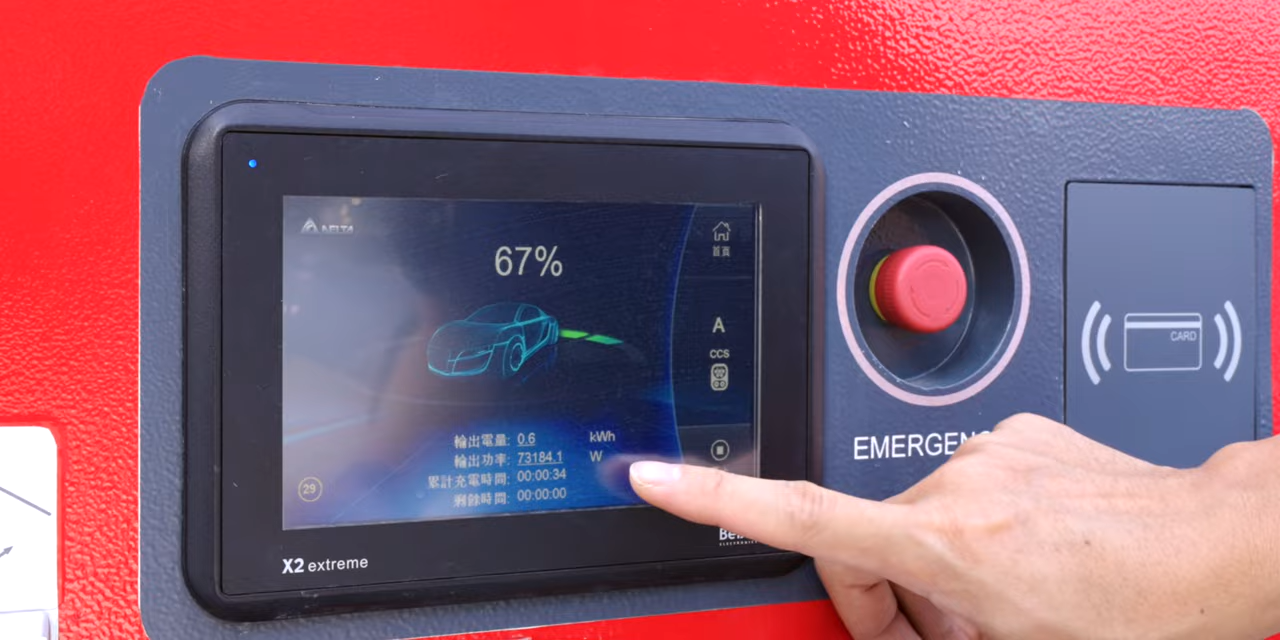 DELTA
67%
首頁
A
CCS
輸出電量: 0.6 kWh
輸出功率: 73184.1 W
累計充電時間: 00:00:34
剩餘時間: 00:00:00
29
X2 extreme
EMERGENC
CARD